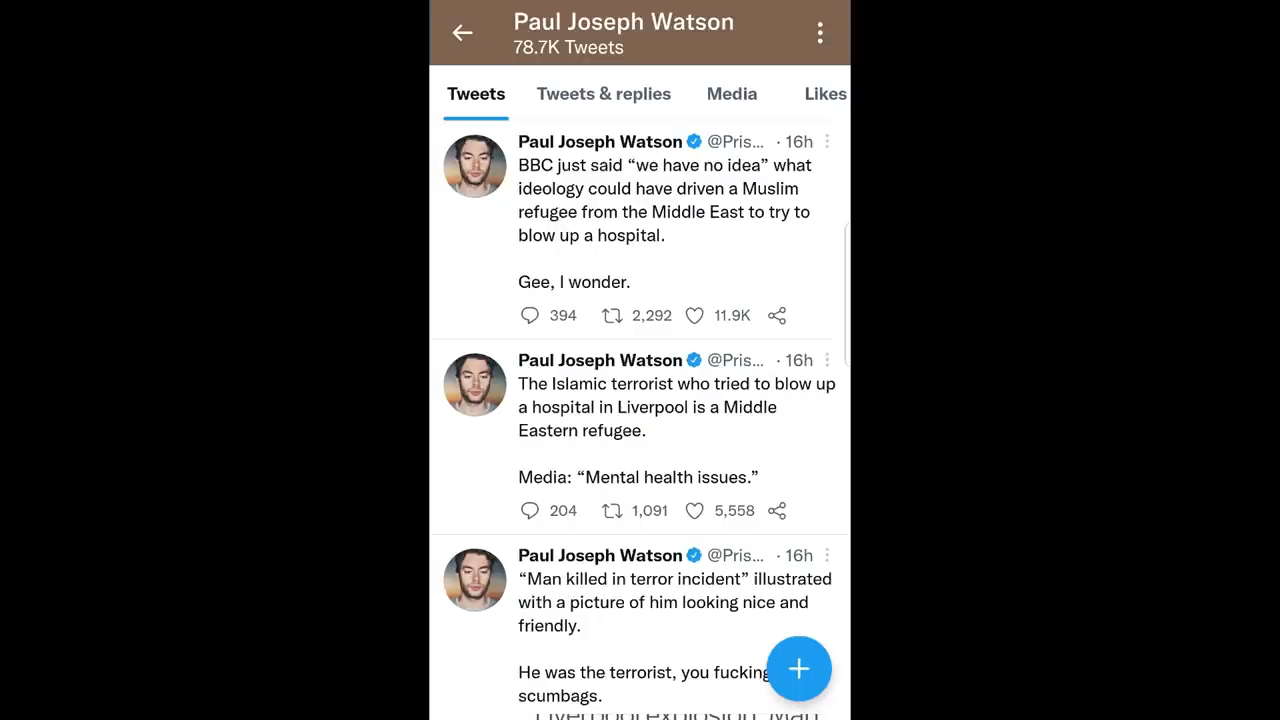 Paul Joseph Watson
78.7K Tweets
Tweets Tweets & replies Media Likes
Paul Joseph Watson @Pris... · 16h
BBC just said “we have no idea” what
ideology could have driven a Muslim
refugee from the Middle East to try to
blow up a hospital.
Gee, I wonder.
394 2,292 11.9K
Paul Joseph Watson @Pris... · 16h
The Islamic terrorist who tried to blow up
a hospital in Liverpool is a Middle
Eastern refugee.
Media: “Mental health issues.”
204 1,091 5,558
Paul Joseph Watson @Pris... · 16h
“Man killed in terror incident” illustrated
with a picture of him looking nice and
friendly.
He was the terrorist, you fucking
scumbags.
Liverpool explosion: Man